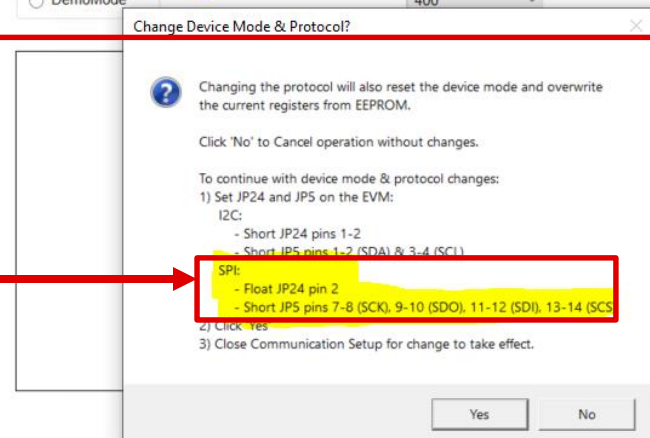 DemoMode
400
Change Device Mode & Protocol?
Changing the protocol will also reset the device mode and overwrite
the current registers from EEPROM.
Click 'No' to Cancel operation without changes.
To continue with device mode & protocol changes:
1) Set JP24 and JP5 on the EVM:
I2C:
- Short JP24 pins 1-2
- Short JP5 pins 1-2 (SDA) & 3-4 (SCL)
SPI:
- Float JP24 pin 2
- Short JP5 pins 7-8 (SCK), 9-10 (SDO), 11-12 (SDI), 13-14 (SCS
2) Click 'Yes'
3) Close Communication Setup for change to take effect.
Yes
No